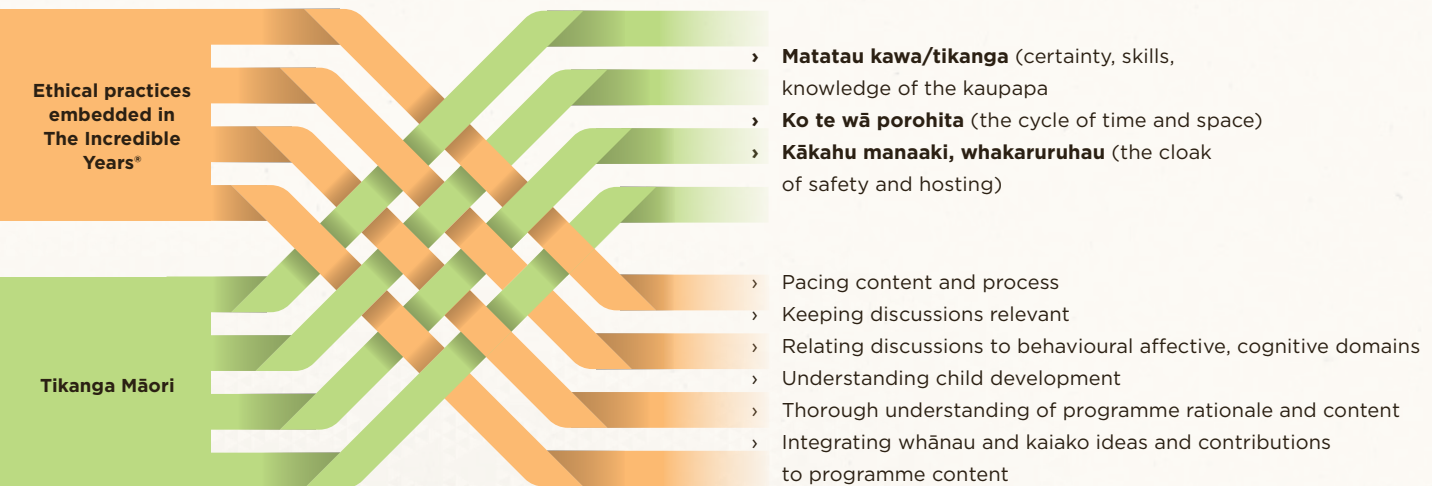 Ethical practices
embedded in
The Incredible
Years®
Tikanga Māori
› Matatau kawa/tikanga (certainty, skills,
knowledge of the kaupapa
› Ko te wā porohita (the cycle of time and space)
› Kākahu manaaki, whakaruruhau (the cloak
of safety and hosting)
› Pacing content and process
› Keeping discussions relevant
› Relating discussions to behavioural affective, cognitive domains
› Understanding child development
› Thorough understanding of programme rationale and content
› Integrating whānau and kaiako ideas and contributions
to programme content